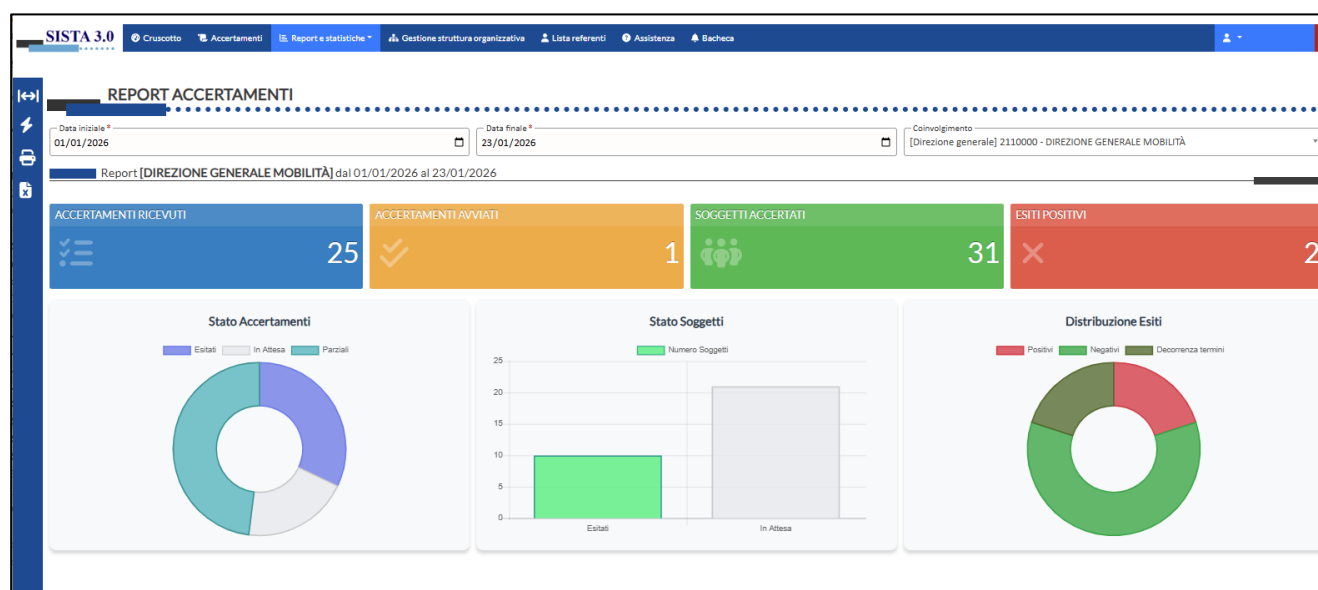 SISTA 3.0 Cruscotto Accertamenti Report e statistiche Gestione struttura organizzativa Lista referenti Assistenza Bacheca
REPORT ACCERTAMENTI
Data iniziale * Data finale * Coinvolgimento
01/01/2026 23/01/2026 [Direzione generale] 2110000 - DIREZIONE GENERALE MOBILITÀ
Report [DIREZIONE GENERALE MOBILITÀ] dal 01/01/2026 al 23/01/2026
ACCERTAMENTI RICEVUTI ACCERTAMENTI AVVIATI SOGGETTI ACCERTATI ESITI POSITIVI
25 1 31 2
Stato Accertamenti
Esitati In Attesa Parziali
Stato Soggetti
Numero Soggetti
25
20
15
10
5
0
Esitati In Attesa
Distribuzione Esiti
Positivi Negativi Decorrenza termini